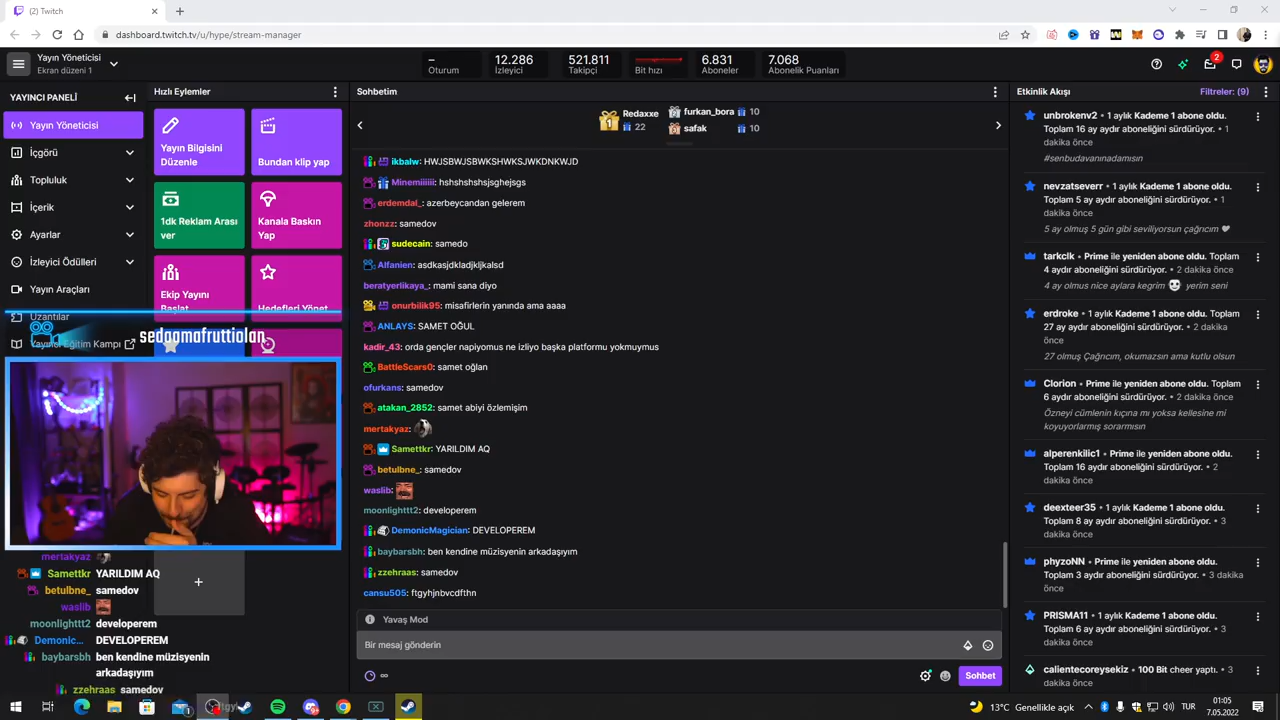 (2) Twitch
dashboard.twitch.tv/u/hype/stream-manager
Yayın Yöneticisi
Ekran düzeni 1
–
Oturum
12.286
İzleyici
521.811
Takipçi
Bit hızı
6.831
Aboneler
7.068
Abonelik Puanları
2
YAYINCI PANELİ
Yayın Yöneticisi
İçgörü
Topluluk
İçerik
Ayarlar
İzleyici Ödülleri
Yayın Araçları
Uzantılar
Yayıncı Eğitim Kampı
Hızlı Eylemler
Yayın Bilgisini
Düzenle
Bundan klip yap
1dk Reklam Arası
ver
Kanala Baskın
Yap
Ekip Yayını
Başlat
Hedefleri Yönet
sedaomafruttiolan
mertakyaz
Samettkr YARILDIM AQ
betulbne_ samedov
waslib
moonlighttt2 developerem
Demonic... DEVELOPEREM
baybarsbh ben kendine müzisyenin
arkadaşıyım
zzehraas samedov
Sohbetim
1
Redaxxe
22
furkan_bora 10
safak 10
ikbalw: HWJSBWJSBWKSHWKSJWKDNKWJD
Minemiiiiii: hshshshshsjsghejsgs
erdemdal_: azerbeycandan gelerem
zhonzz: samedov
sudecain: samedo
Alfanien: asdkasjdkladjkljkalsd
beratyerlikaya_: mami sana diyo
onurbilik95: misafirlerin yanında ama aaaa
ANLAYS: SAMET OĞUL
kadir_43: orda gençler napiyomus ne izliyo başka platformu yokmuymus
BattleScars0: samet oğlan
ofurkans: samedov
atakan_2852: samet abiyi özlemişim
mertakyaz:
Samettkr: YARILDIM AQ
betulbne_: samedov
waslib:
moonlighttt2: developerem
DemonicMagician: DEVELOPEREM
baybarsbh: ben kendine müzisyenin arkadaşıyım
zzehraas: samedov
cansu505: ftgyhjnbvcdfthn
Yavaş Mod
Bir mesaj gönderin
∞
Sohbet
Etkinlik Akışı
Filtreler: (9)
unbrokenv2 • 1 aylık Kademe 1 abone oldu.
Toplam 16 ay aydır aboneliğini sürdürüyor. • 1
dakika önce
#senbudavanınadamısın
nevzatseverr • 1 aylık Kademe 1 abone oldu.
Toplam 5 ay aydır aboneliğini sürdürüyor. • 1
dakika önce
5 ay olmuş 5 gün gibi seviliyorsun çağrıcım
tarkclk • Prime ile yeniden abone oldu. Toplam
4 aydır aboneliğini sürdürüyor. • 2 dakika önce
4 ay olmus nice aylara kegrim yerim seni
erdroke • 1 aylık Kademe 1 abone oldu. Toplam
27 ay aydır aboneliğini sürdürüyor. • 2 dakika
önce
27 olmuş Çağrıcım, okumazsın ama kutlu olsun
Clorion • Prime ile yeniden abone oldu. Toplam
6 ay aydır aboneliğini sürdürüyor. • 2 dakika önce
Özneyi cümlenin kıçına mı yoksa kellesine mi
koyuyorlarmış sorarmısın
alperenkilic1 • Prime ile yeniden abone oldu.
Toplam 16 aydır aboneliğini sürdürüyor. • 2
dakika önce
deexteer35 • 1 aylık Kademe 1 abone oldu.
Toplam 8 ay aydır aboneliğini sürdürüyor. • 3
dakika önce
phyzoNN • Prime ile yeniden abone oldu.
Toplam 3 aydır aboneliğini sürdürüyor. • 3 dakika
önce
PRISMA11 • 1 aylık Kademe 1 abone oldu.
Toplam 6 ay aydır aboneliğini sürdürüyor. • 3
dakika önce
calientecoreysekiz • 100 Bit cheer yaptı. • 3
dakika önce
13°C Genellikle açık
TUR
01:05
7.05.2022